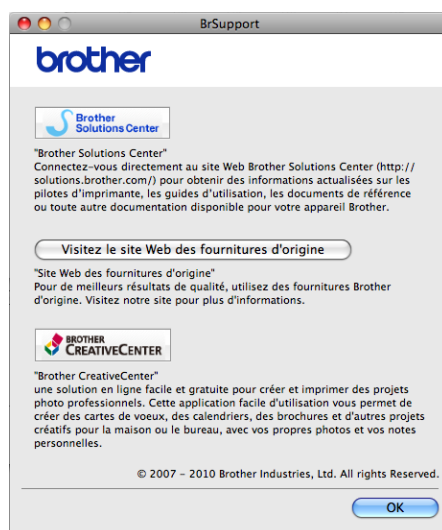 BrSupport
brother
Brother
Solutions Center
"Brother Solutions Center"
Connectez-vous directement au site Web Brother Solutions Center (http://
solutions.brother.com/) pour obtenir des informations actualisées sur les
pilotes d'imprimante, les guides d'utilisation, les documents de référence
ou toute autre documentation disponible pour votre appareil Brother.
Visitez le site Web des fournitures d'origine
"Site Web des fournitures d'origine"
Pour de meilleurs résultats de qualité, utilisez des fournitures Brother
d'origine. Visitez notre site pour plus d'informations.
BROTHER
CREATIVECENTER
"Brother CreativeCenter"
une solution en ligne facile et gratuite pour créer et imprimer des projets
photo professionnels. Cette application facile d'utilisation vous permet de
créer des cartes de voeux, des calendriers, des brochures et d'autres projets
créatifs pour la maison ou le bureau, avec vos propres photos et vos notes
personnelles.
© 2007 - 2010 Brother Industries, Ltd. All rights Reserved.
OK